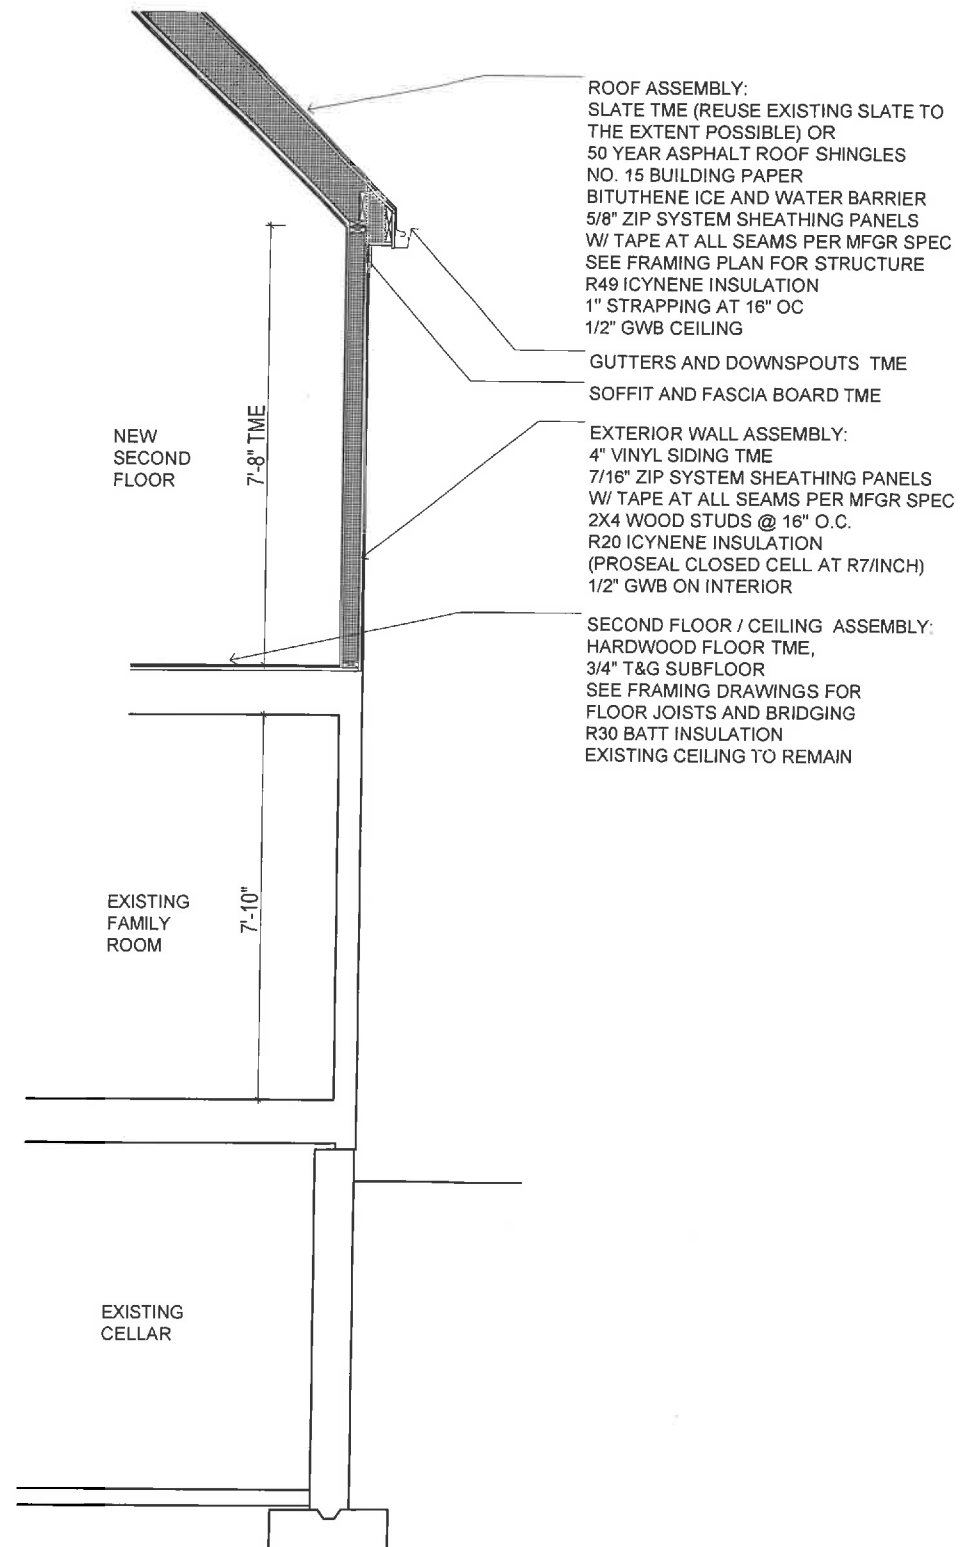 ROOF ASSEMBLY:
SLATE TME (REUSE EXISTING SLATE TO
THE EXTENT POSSIBLE) OR
50 YEAR ASPHALT ROOF SHINGLES
NO. 15 BUILDING PAPER
BITUTHENE ICE AND WATER BARRIER
5/8" ZIP SYSTEM SHEATHING PANELS
W/ TAPE AT ALL SEAMS PER MFGR SPEC
SEE FRAMING PLAN FOR STRUCTURE
R49 ICYNENE INSULATION
1" STRAPPING AT 16" OC
1/2" GWB CEILING
GUTTERS AND DOWNSPOUTS TME
SOFFIT AND FASCIA BOARD TME
EXTERIOR WALL ASSEMBLY:
4" VINYL SIDING TME
7/16" ZIP SYSTEM SHEATHING PANELS
W/ TAPE AT ALL SEAMS PER MFGR SPEC
2X4 WOOD STUDS @ 16" O.C.
R20 ICYNENE INSULATION
(PROSEAL CLOSED CELL AT R7/INCH)
1/2" GWB ON INTERIOR
SECOND FLOOR / CEILING ASSEMBLY:
HARDWOOD FLOOR TME,
3/4" T&G SUBFLOOR
SEE FRAMING DRAWINGS FOR
FLOOR JOISTS AND BRIDGING
R30 BATT INSULATION
EXISTING CEILING TO REMAIN
NEW
SECOND
FLOOR
7'-8" TME
EXISTING
FAMILY
ROOM
7'-10"
EXISTING
CELLAR